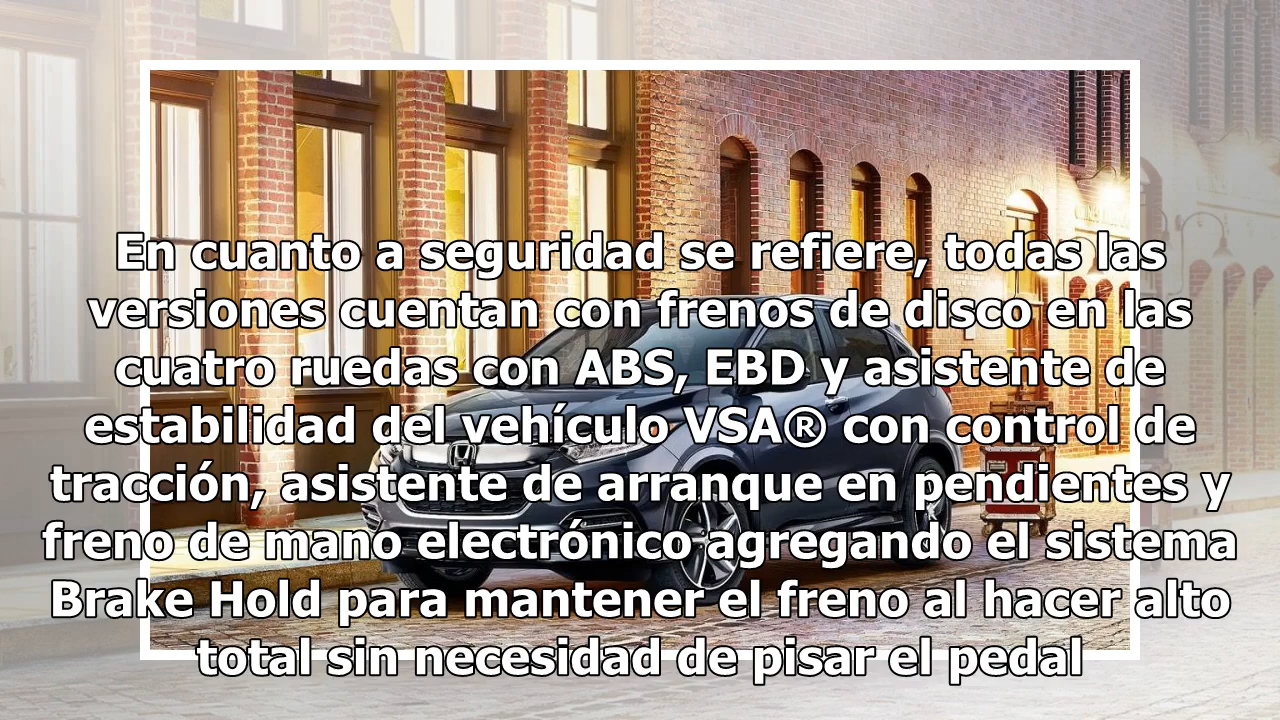 En cuanto a seguridad se refiere, todas las
versiones cuentan con frenos de disco en las
cuatro ruedas con ABS, EBD y asistente de
estabilidad del vehículo VSA® con control de
tracción, asistente de arranque en pendientes y
freno de mano electrónico agregando el sistema
Brake Hold para mantener el freno al hacer alto
total sin necesidad de pisar el pedal